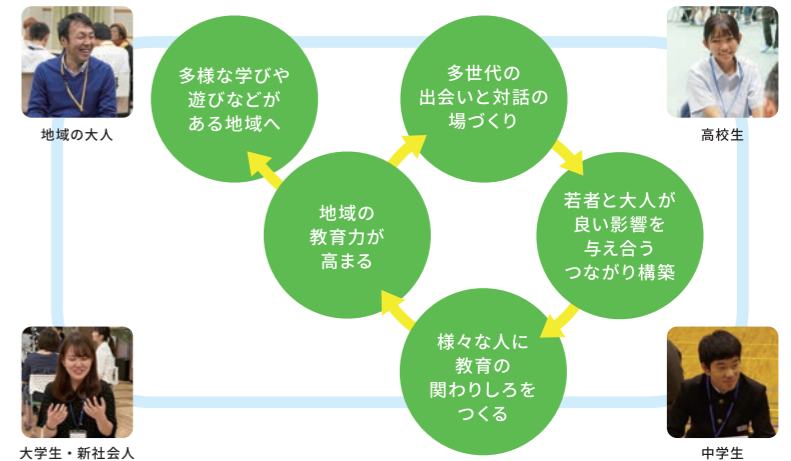 多様な学びや
遊びなどが
ある地域へ
多世代の
出会いと対話の
場づくり
地域の大人
高校生
地域の
教育力が
高まる
若者と大人が
良い影響を
与え合う
つながり構築
様々な人に
教育の
関わりしろを
つくる
大学生・新社会人
中学生